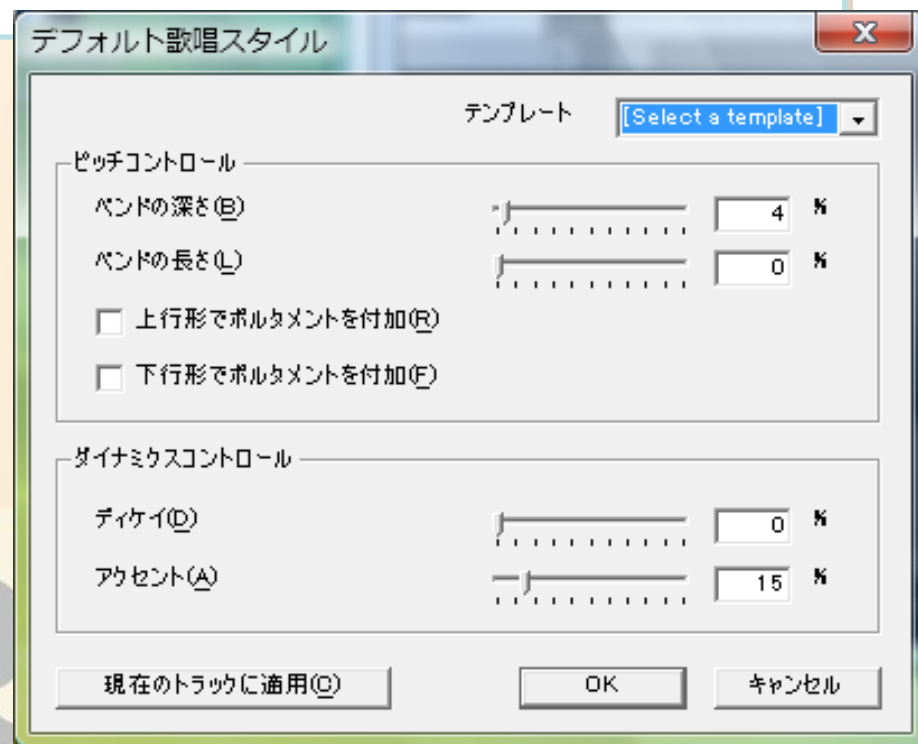 デフォルト歌唱スタイル
テンプレート [Select a template]
ピッチコントロール
ベンドの深さ(B) 4 %
ベンドの長さ(L) 0 %
上行形でポルタメントを付加(R)
下行形でポルタメントを付加(F)
ダイナミクスコントロール
ディケイ(D) 0 %
アクセント(A) 15 %
現在のトラックに適用(C) OK キャンセル